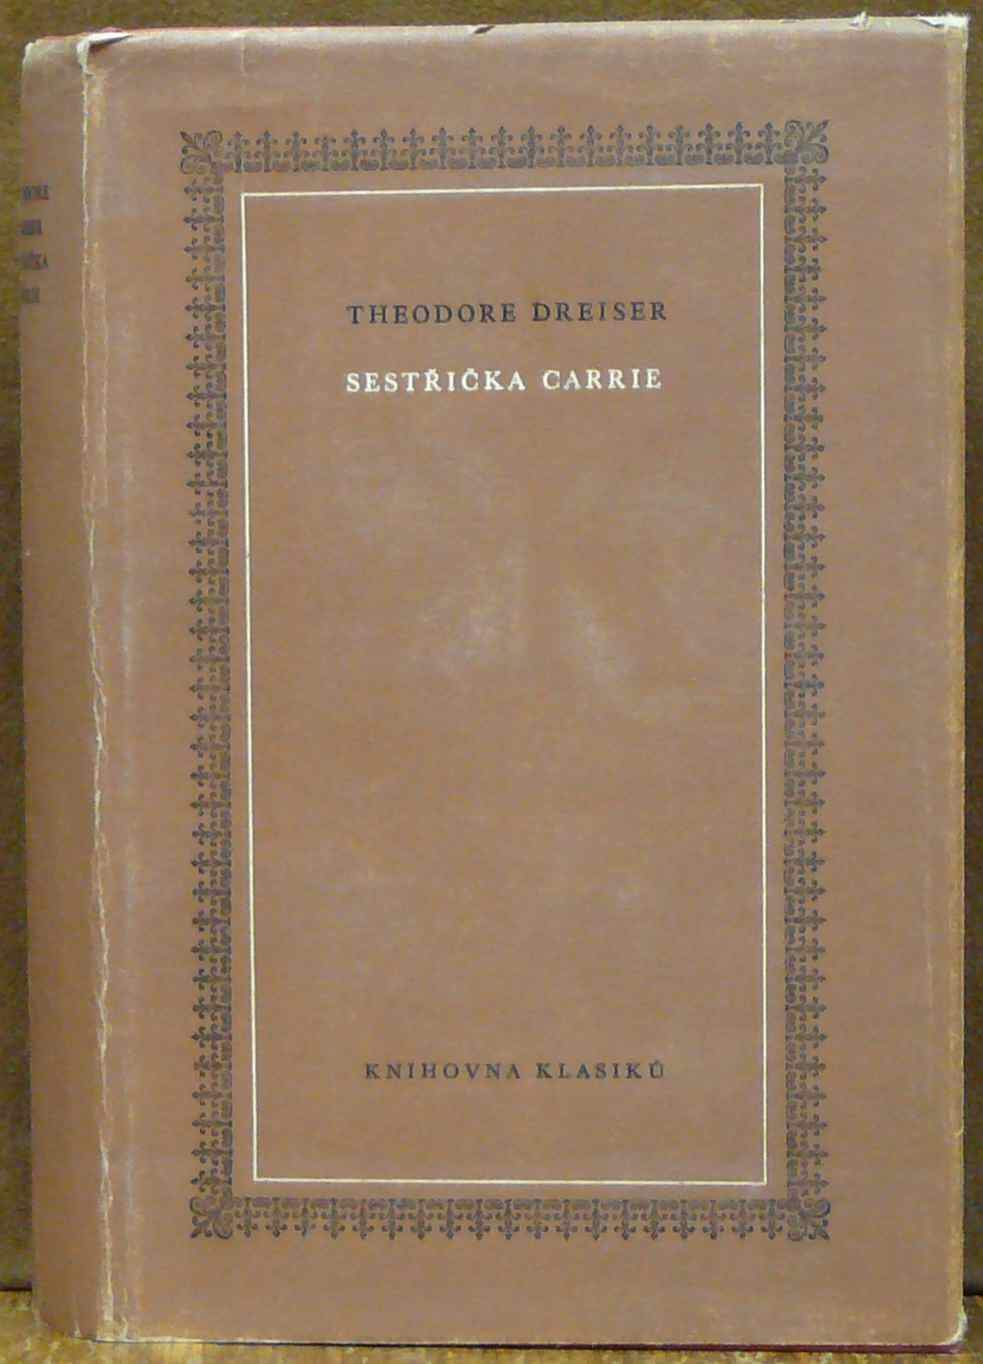 THEODORE DREISER
SESTŘIČKA CARRIE
KNIHOVNA KLASIKŮ